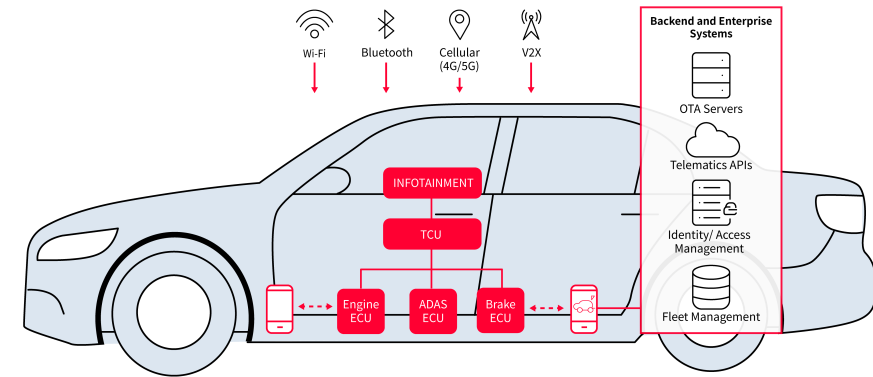 Wi-Fi
Bluetooth
Cellular
(4G/5G)
V2X
Backend and Enterprise
Systems
OTA Servers
Telematics APIs
Identity/ Access
Management
Fleet Management
INFOTAINMENT
TCU
Engine
ECU
ADAS
ECU
Brake
ECU